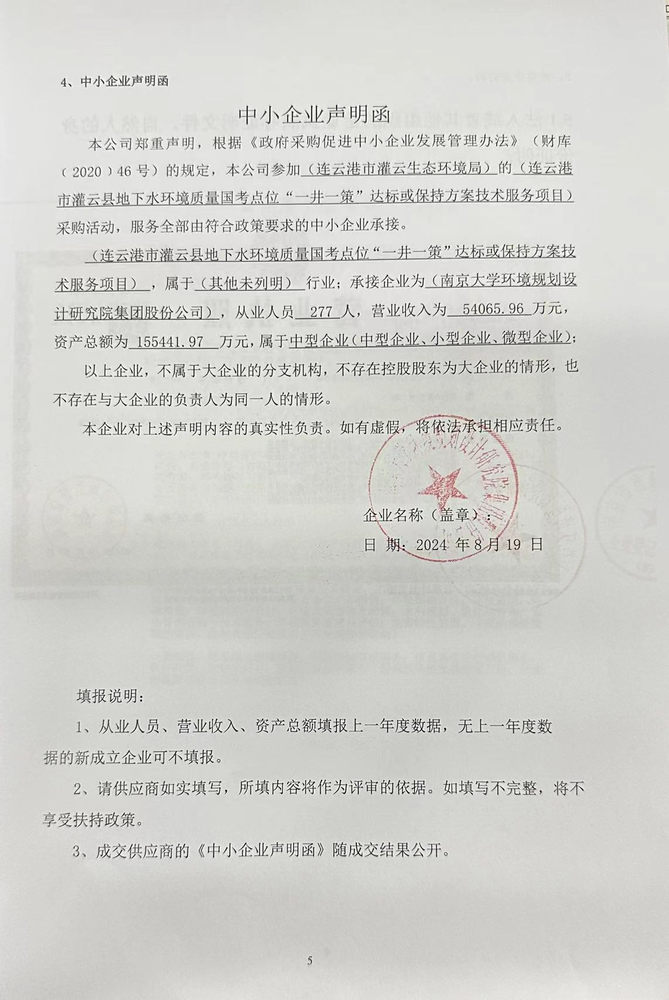 4、中小企业声明函
中小企业声明函
本公司郑重声明，根据《政府采购促进中小企业发展管理办法》（财库
﹝2020﹞46号）的规定，本公司参加（连云港市灌云生态环境局）的（连云港
市灌云县地下水环境质量国考点位“一井一策”达标或保持方案技术服务项目）
采购活动，服务全部由符合政策要求的中小企业承接。
（连云港市灌云县地下水环境质量国考点位“一井一策”达标或保持方案技
术服务项目），属于（其他未列明）行业；承接企业为（南京大学环境规划设
计研究院集团股份公司），从业人员 277 人，营业收入为 54065.96 万元，
资产总额为 155441.97 万元，属于中型企业（中型企业、小型企业、微型企业）；
以上企业，不属于大企业的分支机构，不存在控股股东为大企业的情形，也
不存在与大企业的负责人为同一人的情形。
本企业对上述声明内容的真实性负责。如有虚假，将依法承担相应责任。
企业名称（盖章）：
日 期：2024 年 8 月 19 日
填报说明：
1、从业人员、营业收入、资产总额填报上一年度数据，无上一年度数
据的新成立企业可不填报。
2、请供应商如实填写，所填内容将作为评审的依据。如填写不完整，将不
享受扶持政策。
3、成交供应商的《中小企业声明函》随成交结果公开。
5